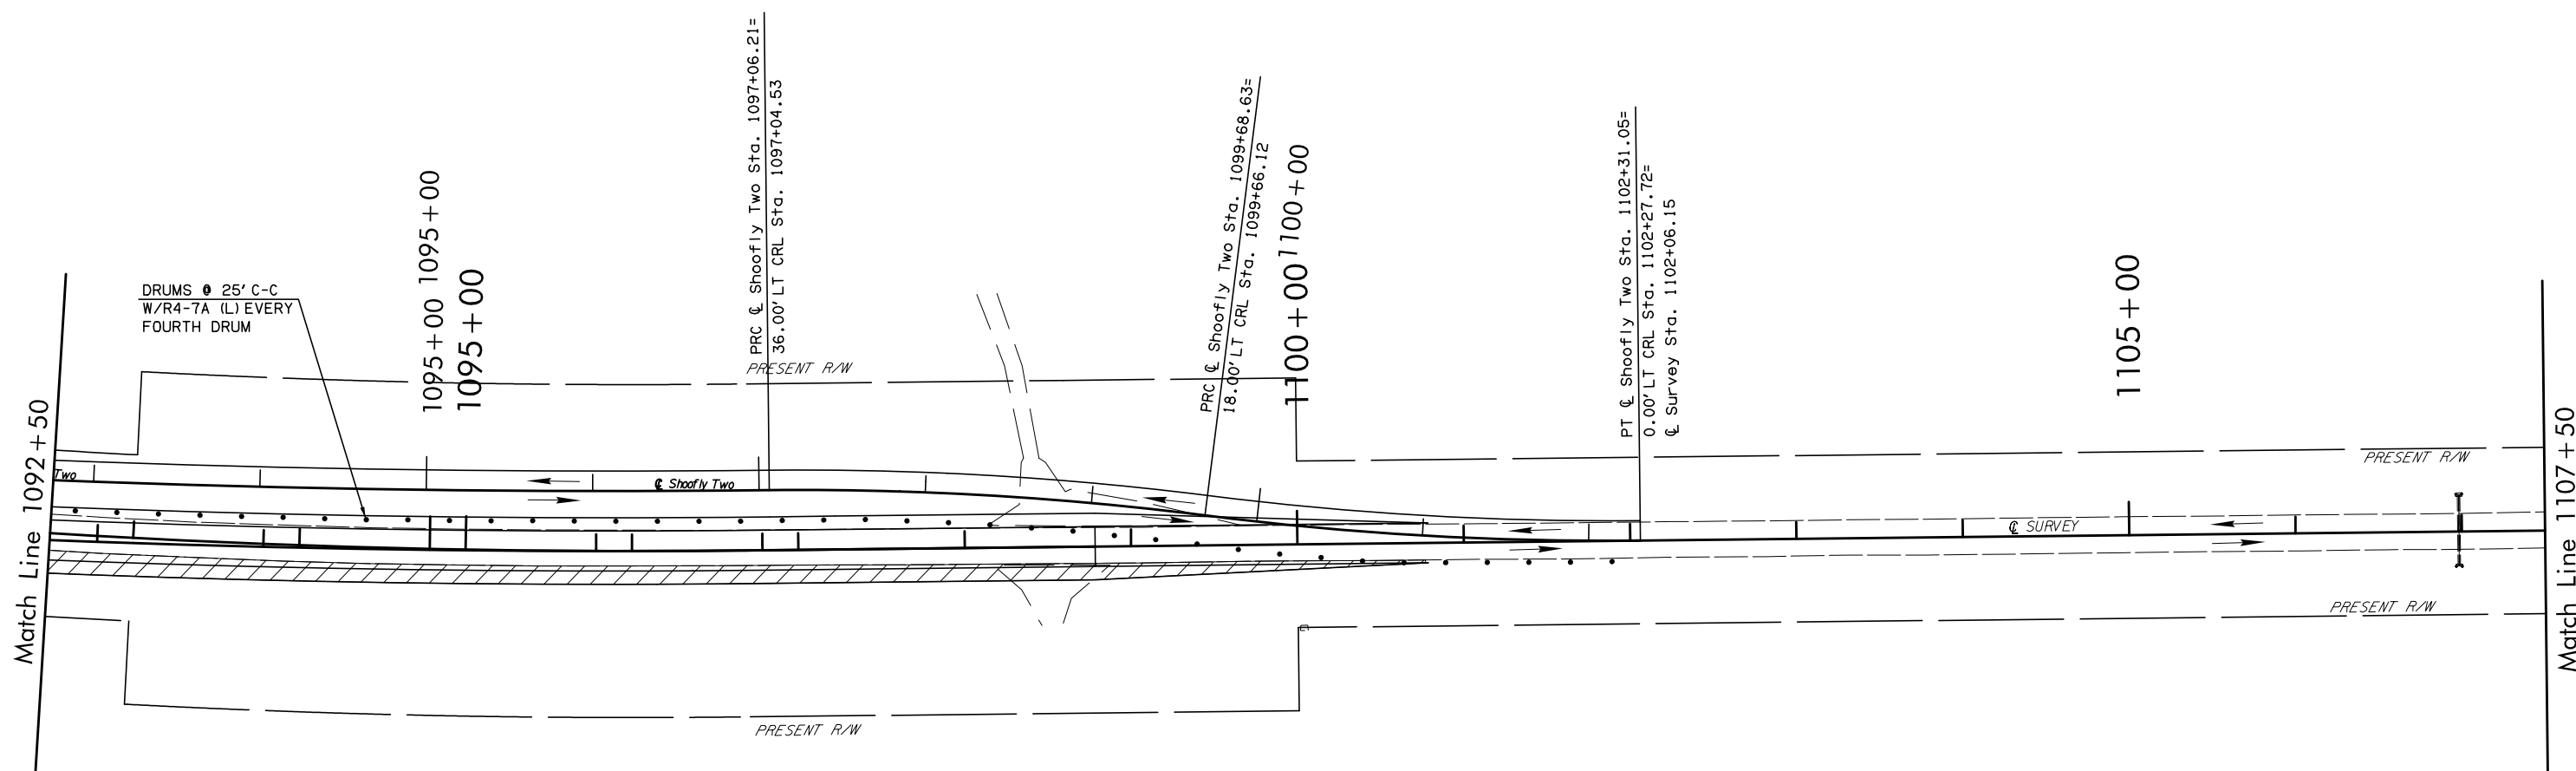 Match Line 1092+50
DRUMS @ 25' C-C
W/R4-7A (L) EVERY
FOURTH DRUM
1095+00 1095+00
1095+00
PRC ℄ Shoofly Two Sta. 1097+06.21=
36.00' LT CRL Sta. 1097+04.53
PRESENT R/W
PRC ℄ Shoofly Two Sta. 1099+68.63=
18.00' LT CRL Sta. 1099+66.12
1100+00
1100+00
PT ℄ Shoofly Two Sta. 1102+31.05=
0.00' LT CRL Sta. 1102+27.72=
℄ Survey Sta. 1102+06.15
1105+00
PRESENT R/W
Two
℄ Shoofly Two
℄ SURVEY
PRESENT R/W
PRESENT R/W
Match Line 1107+50